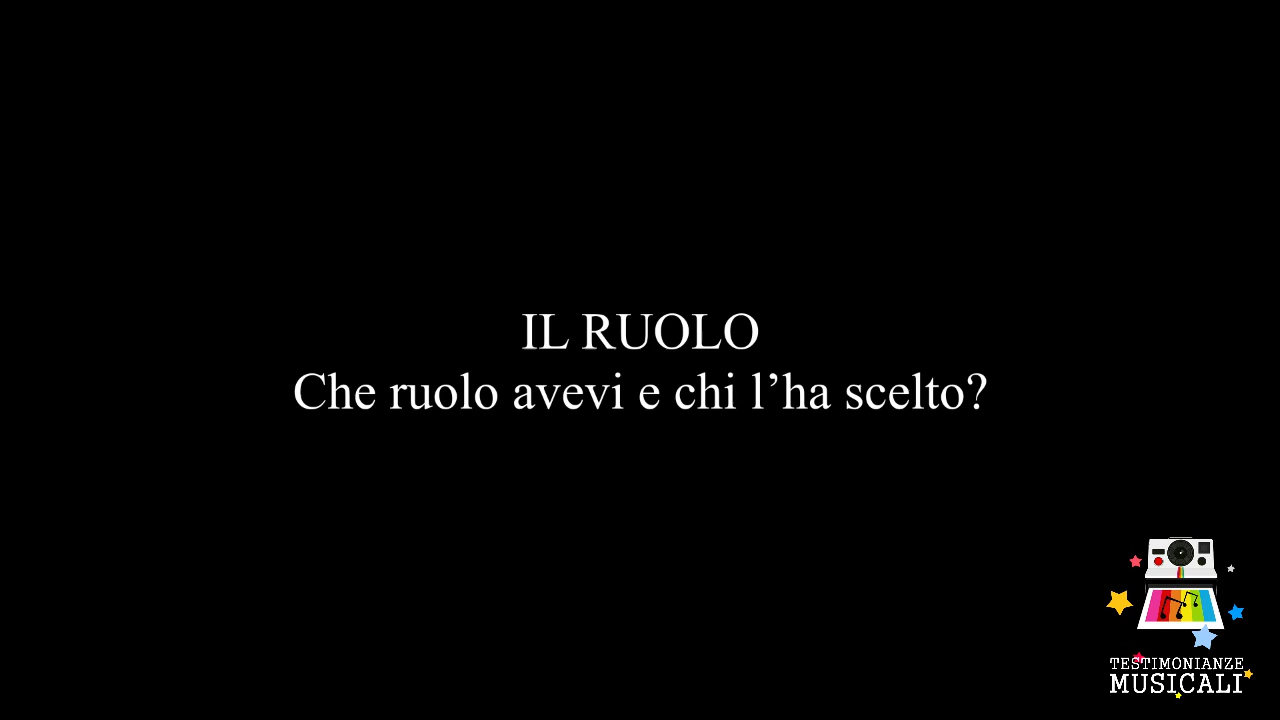 IL RUOLO
Che ruolo avevi e chi l’ha scelto?
TESTIMONIANZE
MUSICALI